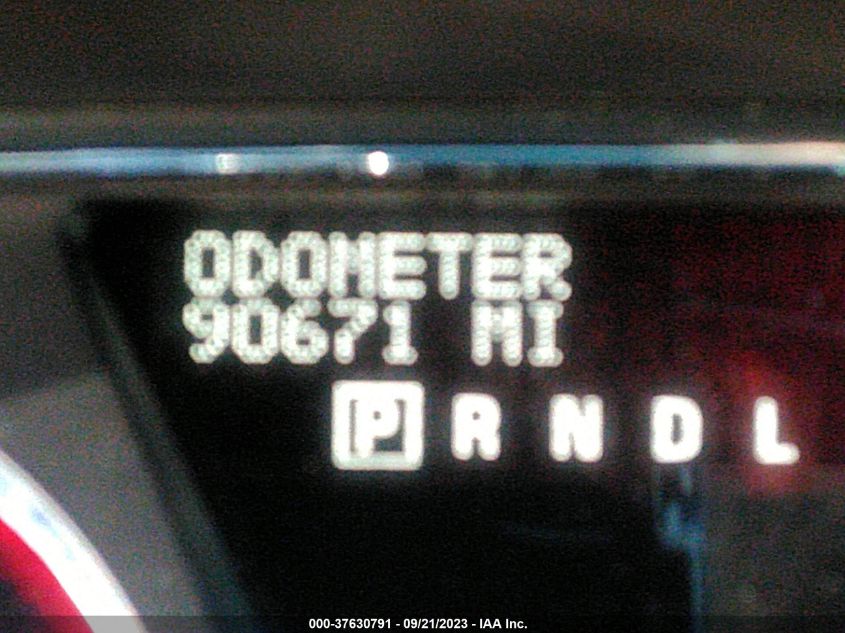 ODOMETER
90671 MI
P R N D L
000-37630791 - 09/21/2023 - IAA Inc.